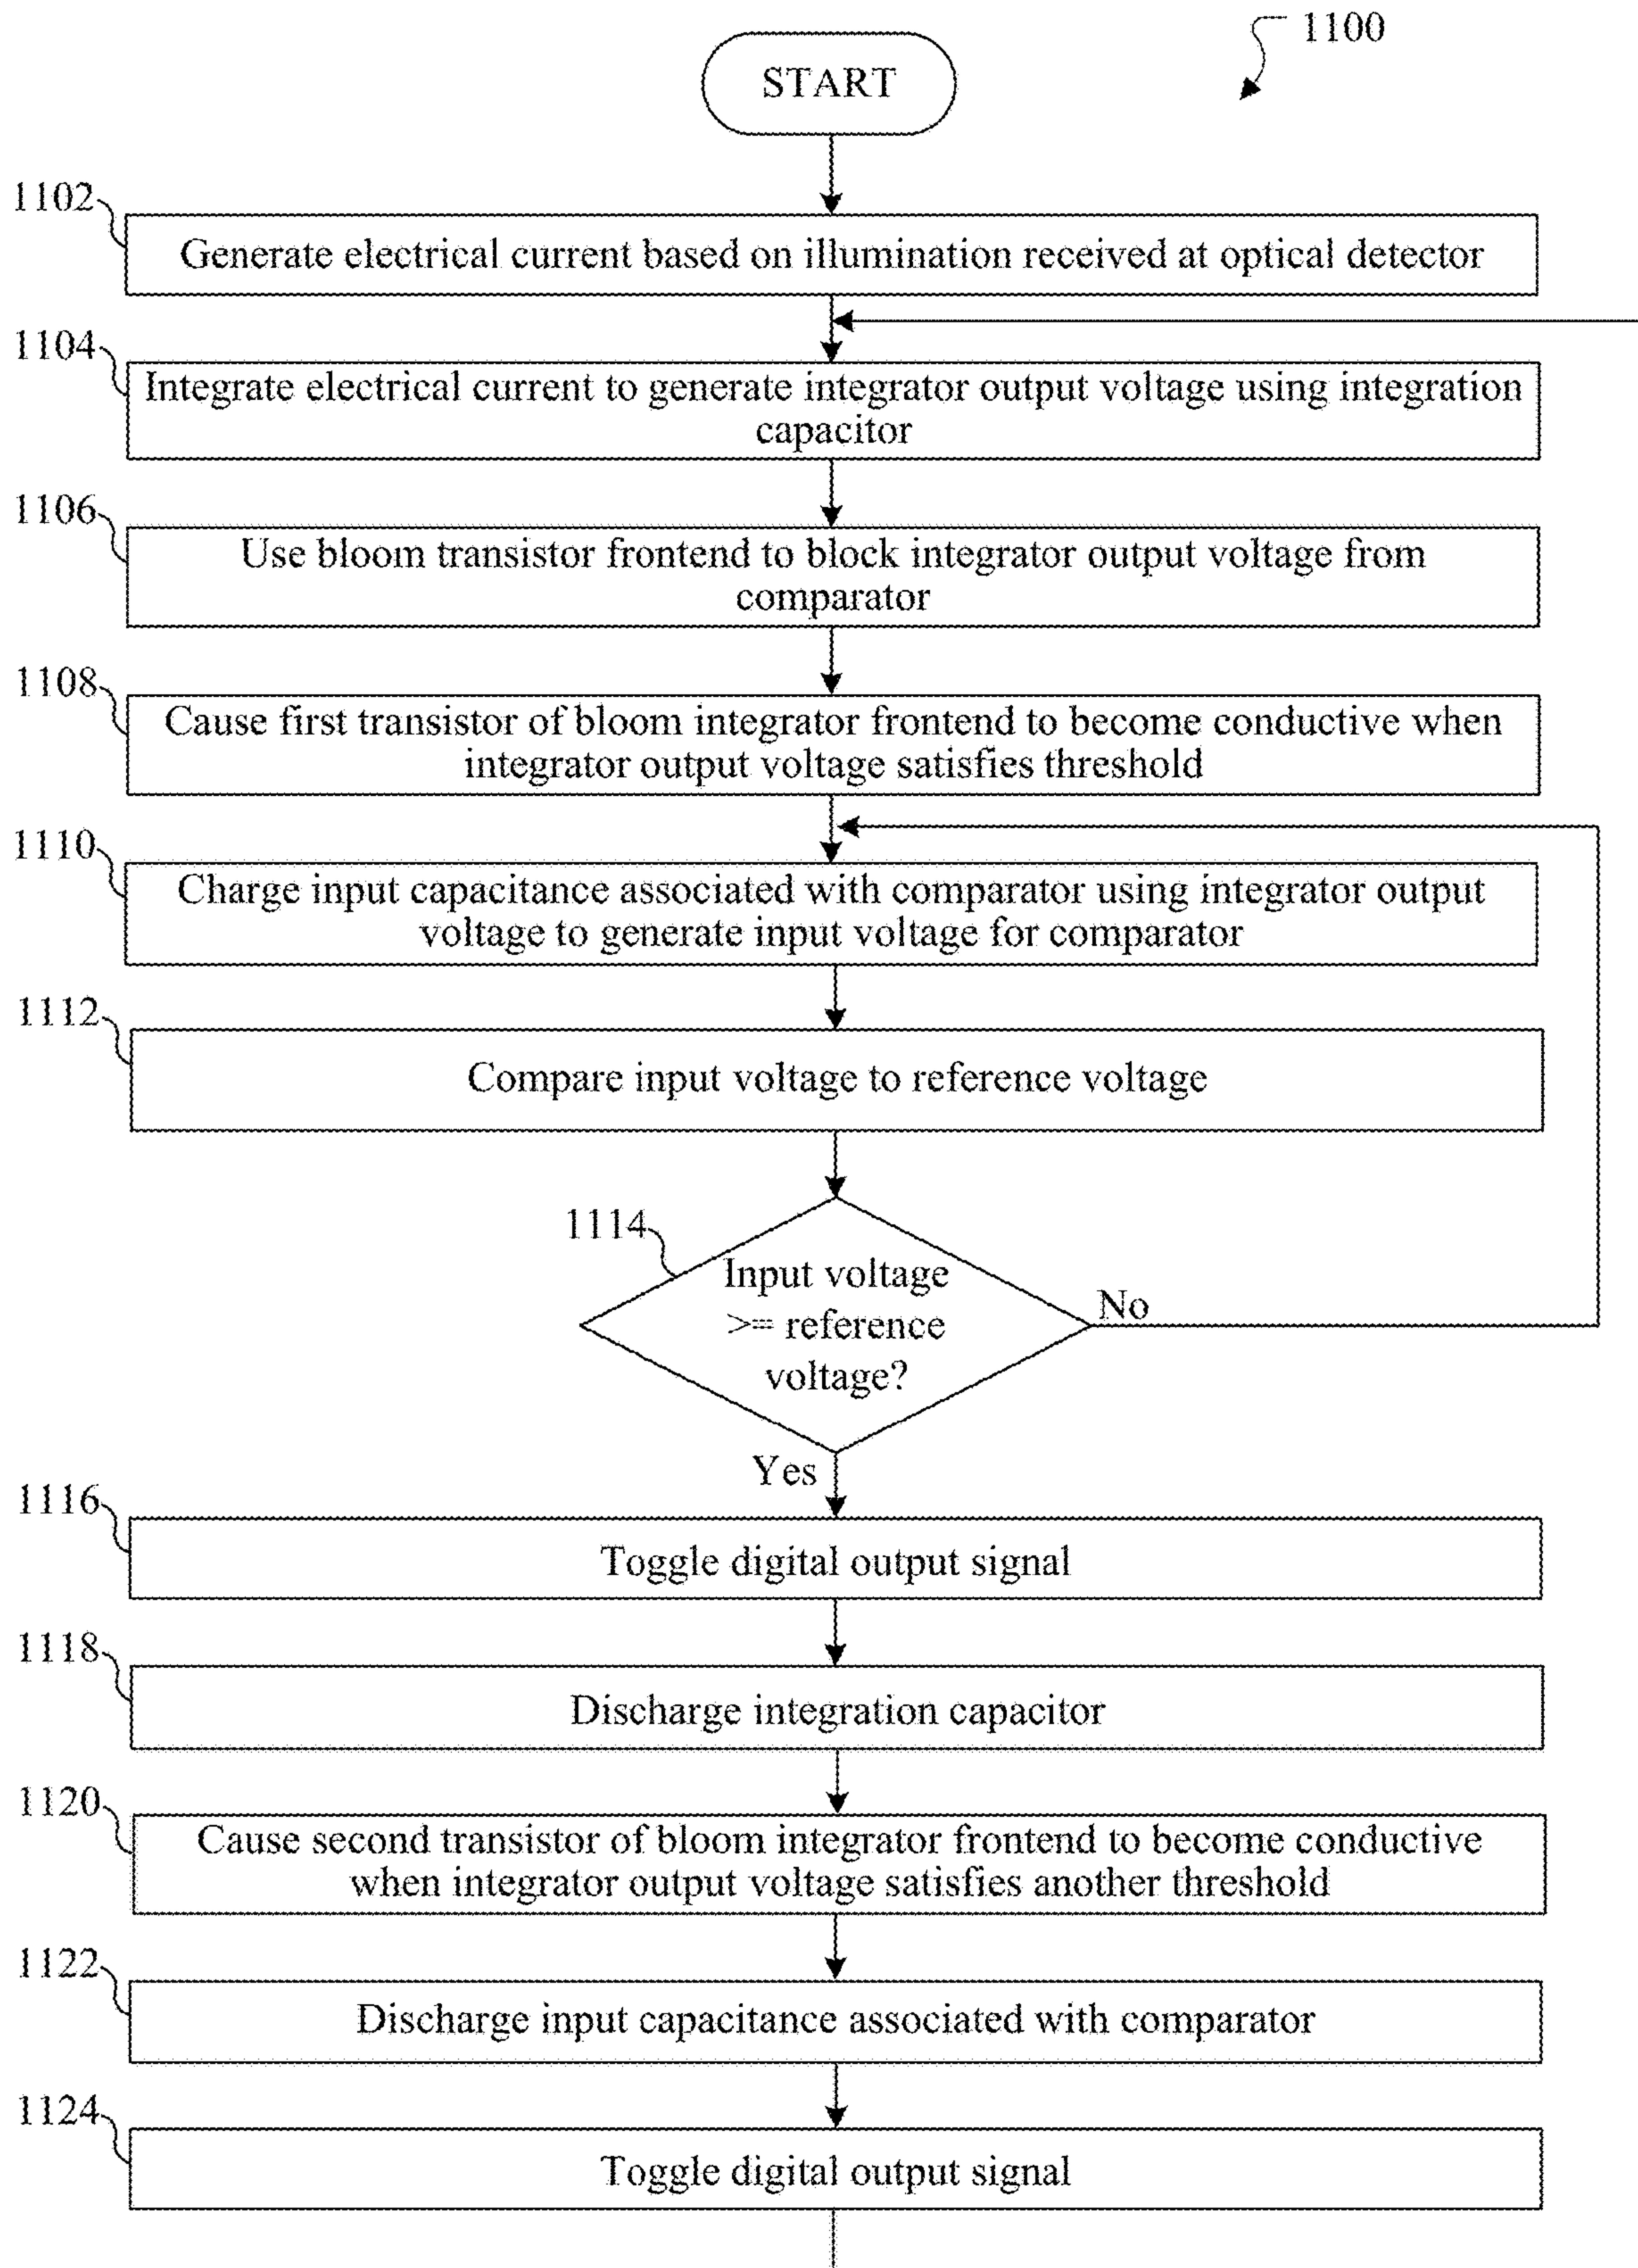 1100
START
1102
Generate electrical current based on illumination received at optical detector
1104
Integrate electrical current to generate integrator output voltage using integration
capacitor
1106
Use bloom transistor frontend to block integrator output voltage from
comparator
1108
Cause first transistor of bloom integrator frontend to become conductive when
integrator output voltage satisfies threshold
1110
Charge input capacitance associated with comparator using integrator output
voltage to generate input voltage for comparator
1112
Compare input voltage to reference voltage
1114
Input voltage
>= reference
voltage?
No
Yes
1116
Toggle digital output signal
1118
Discharge integration capacitor
1120
Cause second transistor of bloom integrator frontend to become conductive
when integrator output voltage satisfies another threshold
1122
Discharge input capacitance associated with comparator
1124
Toggle digital output signal